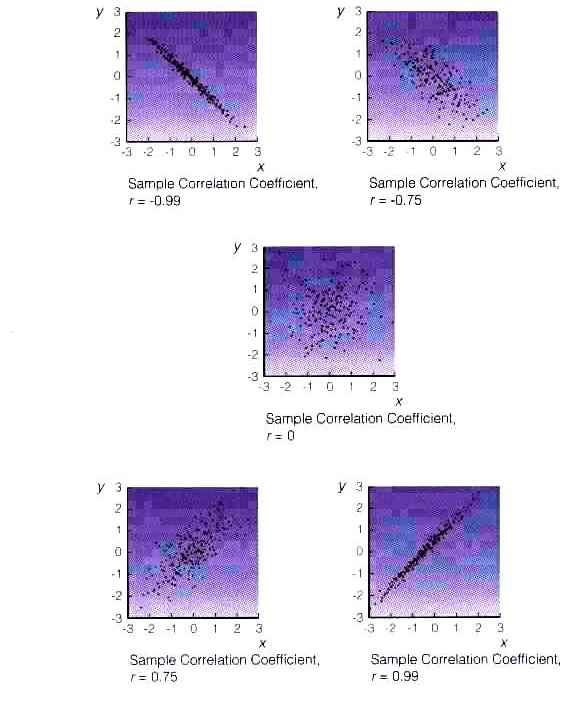 y 3
2
1
0
-1
-2
-3
-3 -2 -1 0 1 2 3
x
Sample Correlation Coefficient,
r = -0.99
y 3
2
1
0
-1
-2
-3
-3 -2 -1 0 1 2 3
x
Sample Correlation Coefficient,
r = -0.75
y 3
2
1
0
-1
-2
-3
-3 -2 -1 0 1 2 3
x
Sample Correlation Coefficient,
r = 0
y 3
2
1
0
-1
-2
-3
-3 -2 -1 0 1 2 3
x
Sample Correlation Coefficient,
r = 0.75
y 3
2
1
0
-1
-2
-3
-3 -2 -1 0 1 2 3
x
Sample Correlation Coefficient,
r = 0.99